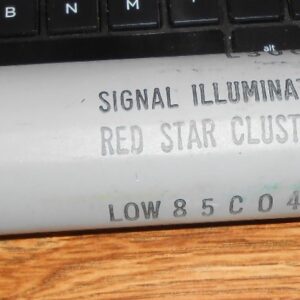 B N M
alt
SIGNAL ILLUMINAT
RED STAR CLUST
LOW 8 5 C 0 4